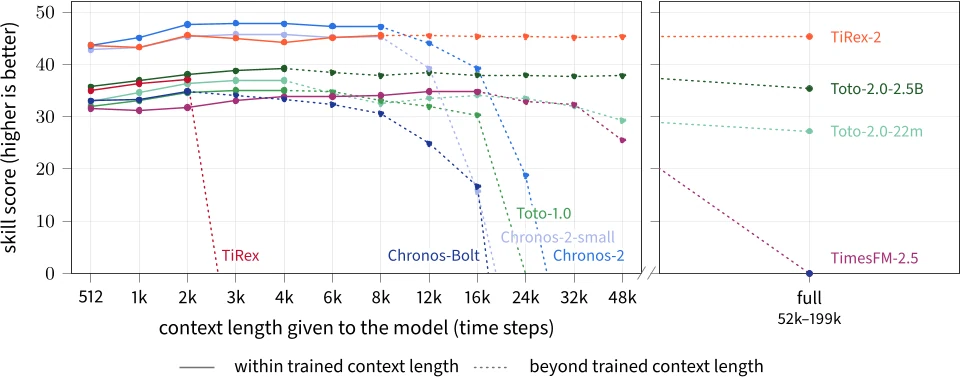 skill score (higher is better)
50
40
30
20
10
0
TiRex
Chronos-Bolt
Toto-1.0
Chronos-2-small
Chronos-2
TiRex-2
Toto-2.0-2.5B
Toto-2.0-22m
TimesFM-2.5
512 1k 2k 3k 4k 6k 8k 12k 16k 24k 32k 48k
full
52k–199k
context length given to the model (time steps)
within trained context length
beyond trained context length